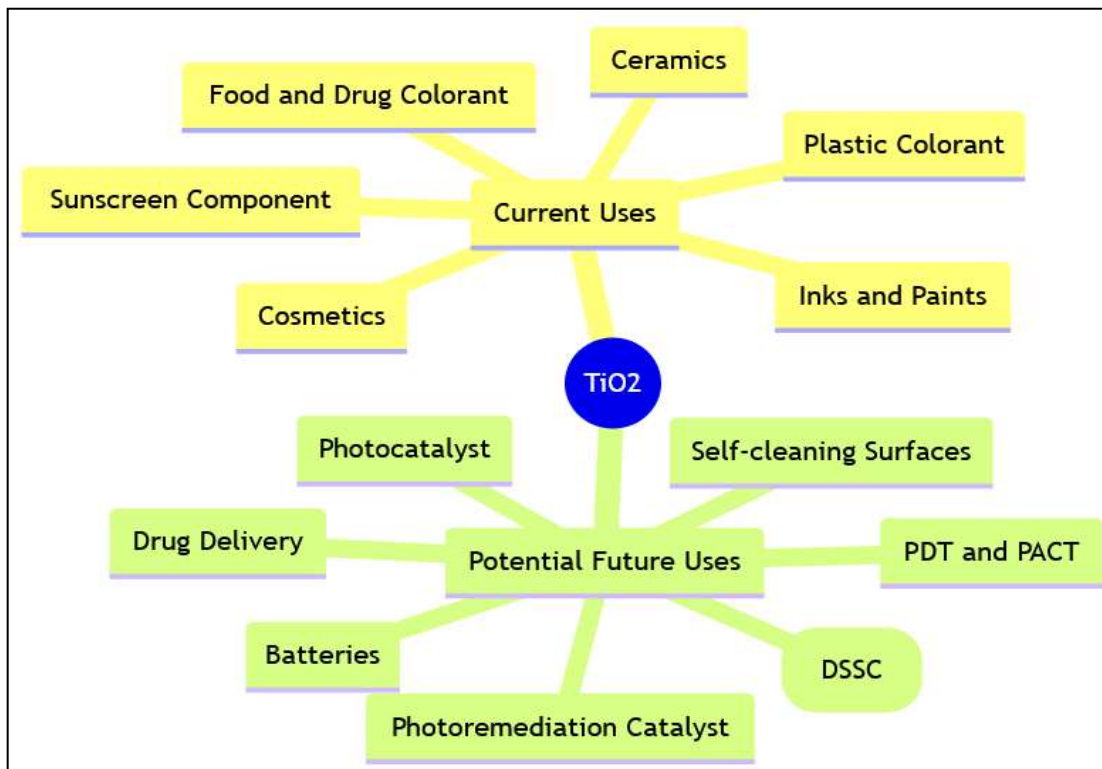 Ceramics
Food and Drug Colorant
Plastic Colorant
Sunscreen Component
Current Uses
Inks and Paints
Cosmetics
TiO2
Photocatalyst
Self-cleaning Surfaces
Drug Delivery
Potential Future Uses
PDT and PACT
Batteries
DSSC
Photoremediation Catalyst